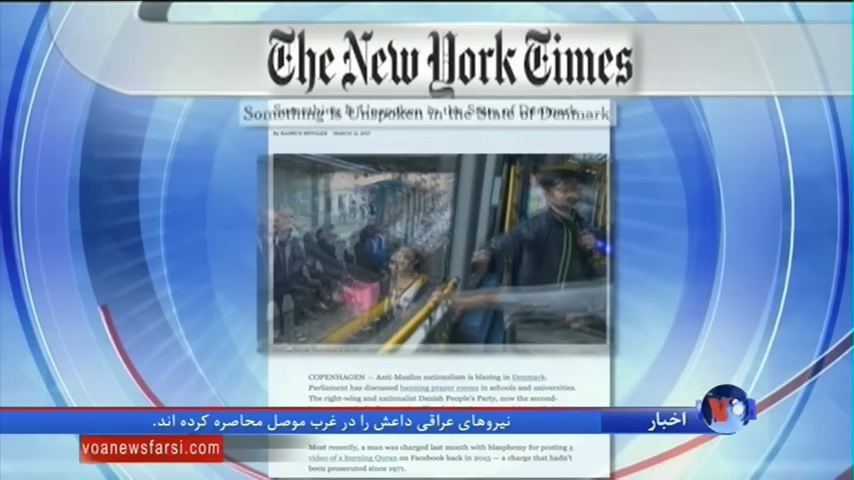 The New York Times
Something Is Unspoken in the State of Denmark
COPENHAGEN — Anti-Muslim nationalism is blazing in Denmark.
Parliament has discussed banning prayer rooms in schools and universities.
The right-wing and nationalist Danish People's Party, now the second-
اخبار
نیروهای عراقی داعش را در غرب موصل محاصره کرده اند.
voanewsfarsi.com
Most recently, a man was charged last month with blasphemy for posting a
video of a burning Quran on Facebook back in 2015 — a charge that hadn't
been prosecuted since 1971.